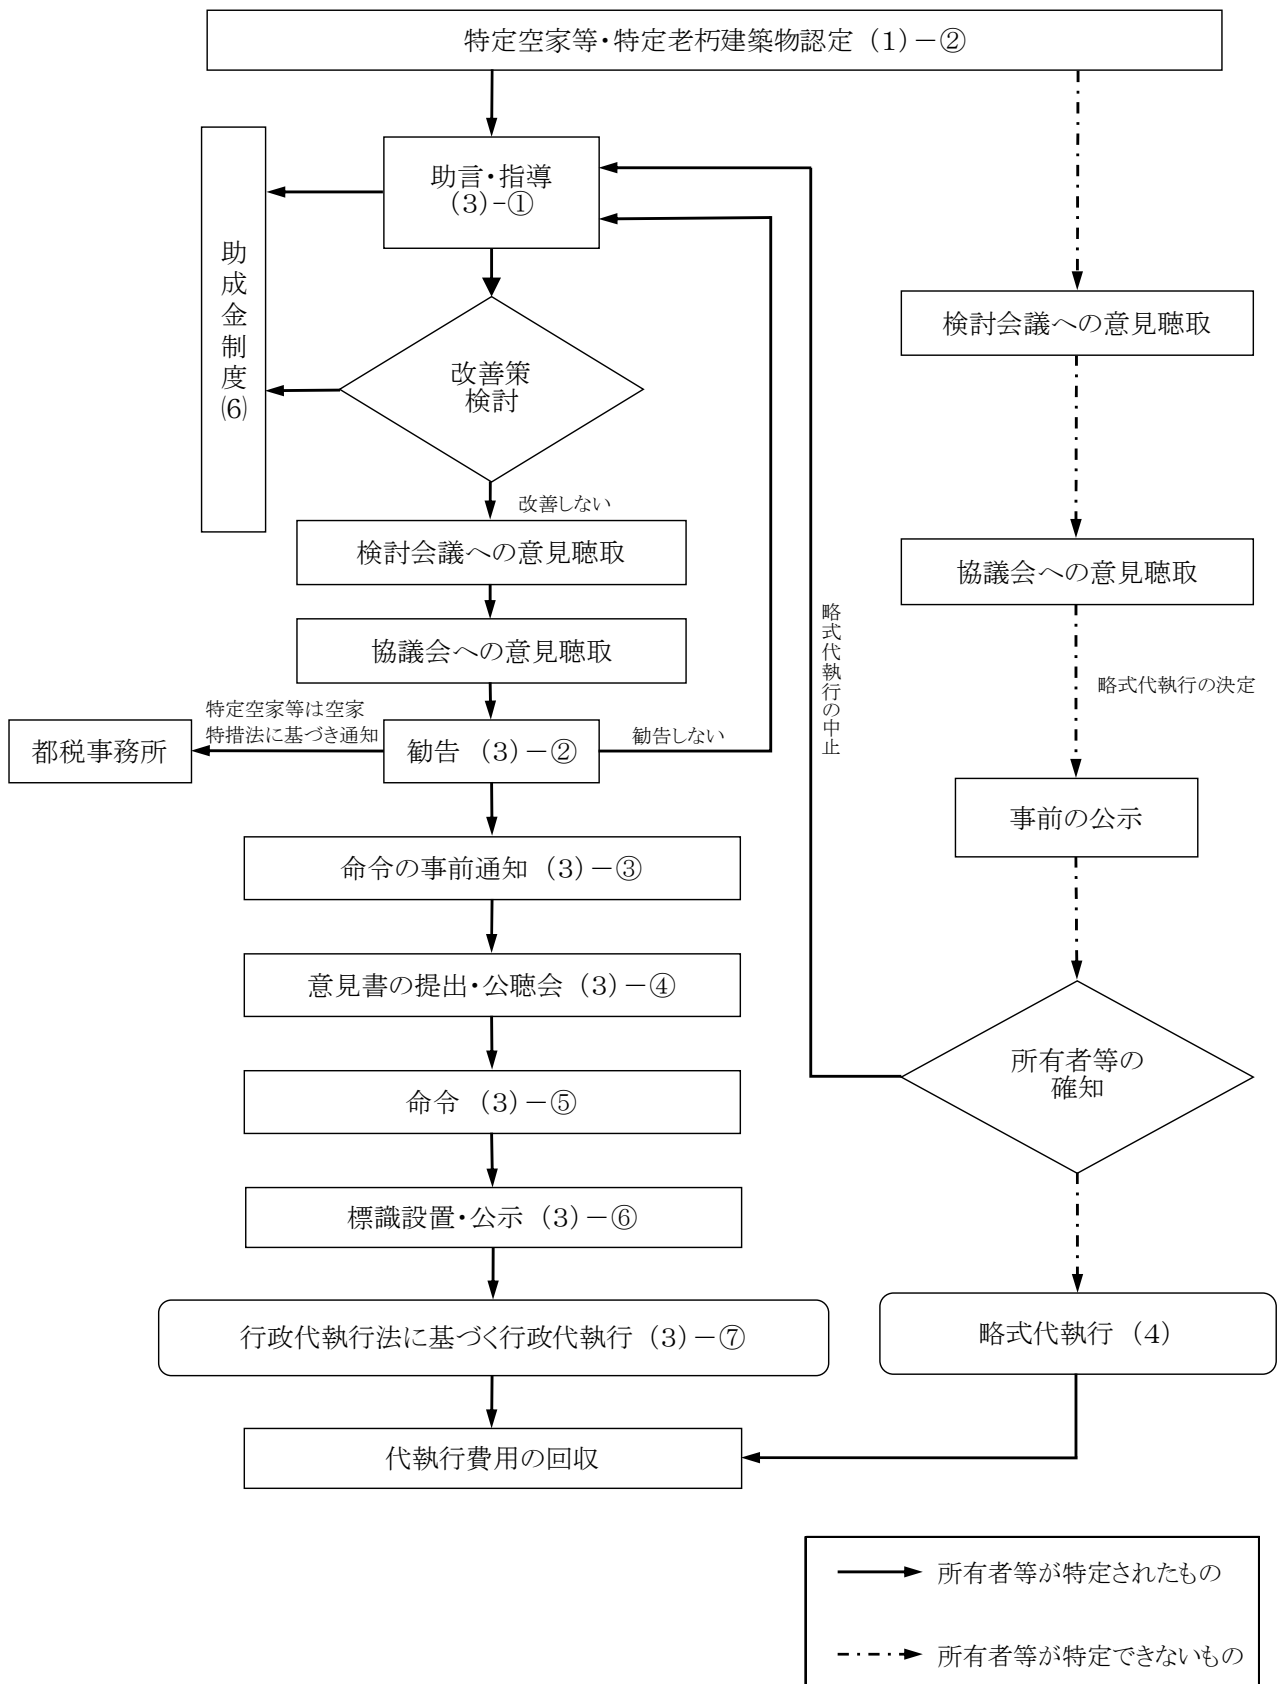 特定空家等・特定老朽建築物認定 (1)－②
助言・指導
(3)-①
助成金制度(6)
改善策
検討
改善しない
検討会議への意見聴取
協議会への意見聴取
特定空家等は空家
特措法に基づき通知
都税事務所
勧告 (3)－②
勧告しない
命令の事前通知 (3)－③
意見書の提出・公聴会 (3)－④
命令 (3)－⑤
標識設置・公示 (3)－⑥
行政代執行法に基づく行政代執行 (3)－⑦
代執行費用の回収
略式代執行の中止
検討会議への意見聴取
協議会への意見聴取
略式代執行の決定
事前の公示
所有者等の
確知
略式代執行 (4)
所有者等が特定されたもの
所有者等が特定できないもの